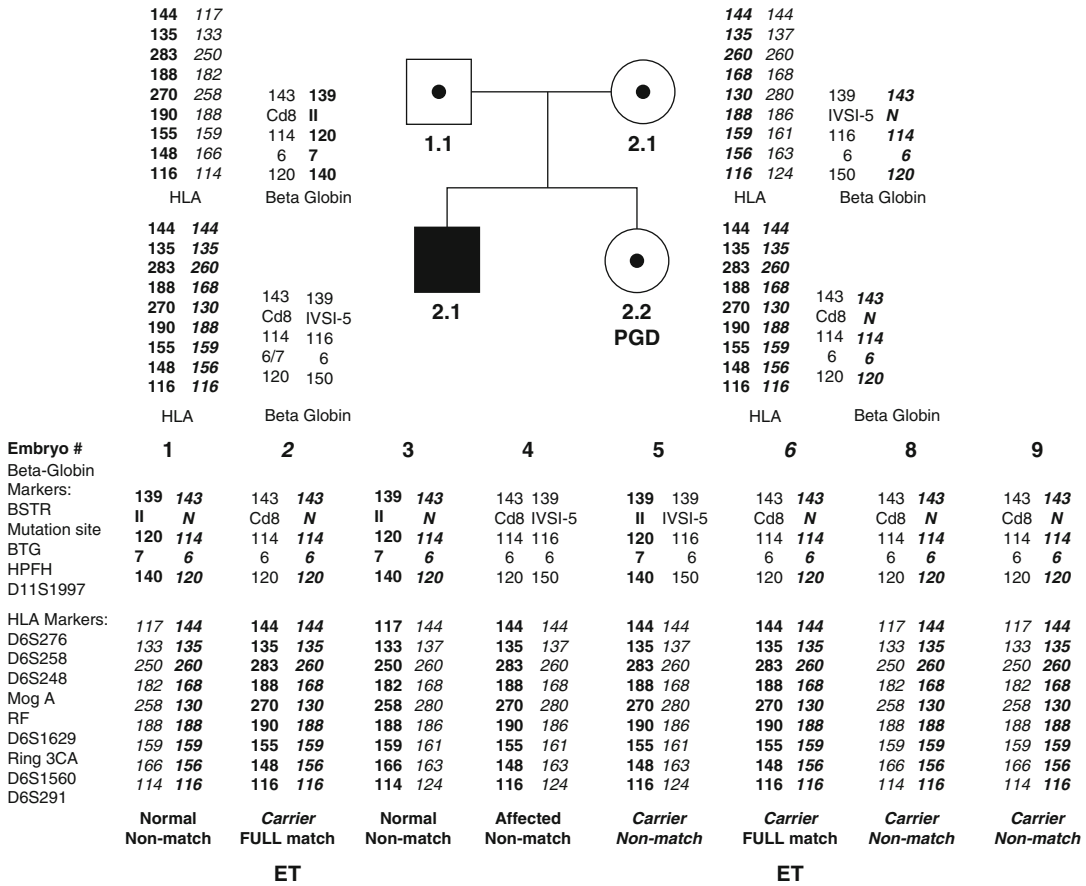 144 117 144 144
135 133 135 137
283 250 260 260
188 182 168 168
270 258 143 139 130 280 139 143
190 188 Cd8 II 188 186 IVSI-5 N
155 159 114 120 1.1 2.1 159 161 116 114
148 166 6 7 156 163 6 6
116 114 120 140 116 124 150 120
HLA Beta Globin HLA Beta Globin
144 144 144 144
135 135 135 135
283 260 283 260
188 168 188 168
270 130 143 139 2.1 2.2 270 130 143 143
190 188 Cd8 IVSI-5 PGD 190 188 Cd8 N
155 159 114 116 155 159 114 114
148 156 6/7 6 148 156 6 6
116 116 120 150 116 116 120 120
HLA Beta Globin HLA Beta Globin
Embryo # 1 2 3 4 5 6 8 9
Beta-Globin
Markers: 139 143 143 143 139 143 143 139 139 139 143 143 143 143 143 143
BSTR II N Cd8 N II N Cd8 IVSI-5 II IVSI-5 Cd8 N Cd8 N Cd8 N
Mutation site 120 114 114 114 120 114 114 116 120 116 114 114 114 114 114 114
BTG 7 6 6 6 7 6 6 6 7 6 6 6 6 6 6 6
HPFH 140 120 120 120 140 120 120 150 140 150 120 120 120 120 120 120
D11S1997
HLA Markers: 117 144 144 144 117 144 144 144 144 144 144 144 117 144 117 144
D6S276 133 135 135 135 133 137 135 137 135 137 135 135 133 135 133 135
D6S258 250 260 283 260 250 260 283 260 283 260 283 260 250 260 250 260
D6S248 182 168 188 168 182 168 188 168 188 168 188 168 182 168 182 168
Mog A 258 130 270 130 258 280 270 280 270 280 270 130 258 130 258 130
RF 188 188 190 188 188 186 190 186 190 186 190 188 188 188 188 188
D6S1629 159 159 155 159 159 161 155 161 155 161 155 159 159 159 159 159
Ring 3CA 166 156 148 156 166 163 148 163 148 163 148 156 166 156 166 156
D6S1560 114 116 116 116 114 124 116 124 116 124 116 116 114 116 114 116
D6S291
Normal Carrier Normal Affected Carrier Carrier Carrier Carrier
Non-match FULL match Non-match Non-match Non-match FULL match Non-match Non-match
ET ET